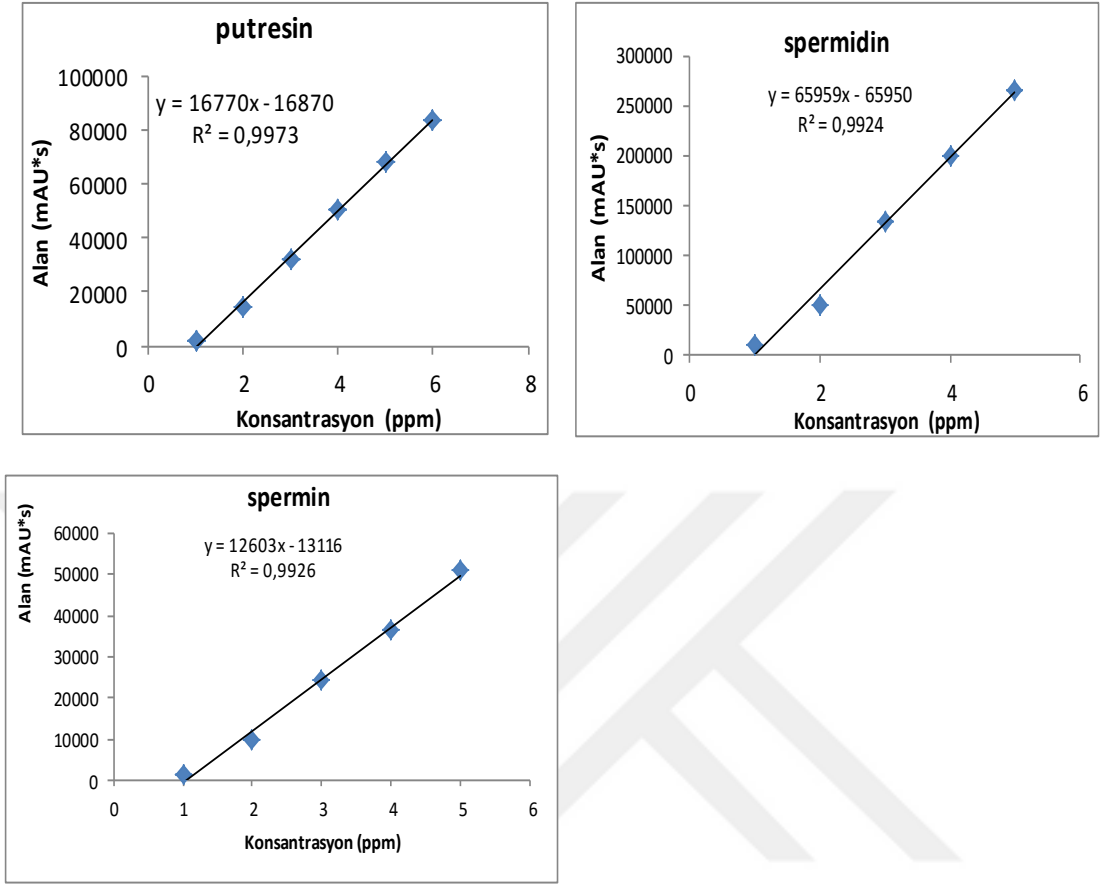 putresin
y = 16770x - 16870
R² = 0,9973
Alan (mAU*s)
100000
80000
60000
40000
20000
0
0 2 4 6 8
Konsantrasyon (ppm)
spermidin
y = 65959x - 65950
R² = 0,9924
Alan (mAU*s)
300000
250000
200000
150000
100000
50000
0
0 2 4 6
Konsantrasyon (ppm)
spermin
y = 12603x - 13116
R² = 0,9926
Alan (mAU*s)
60000
50000
40000
30000
20000
10000
0
0 1 2 3 4 5 6
Konsantrasyon (ppm)